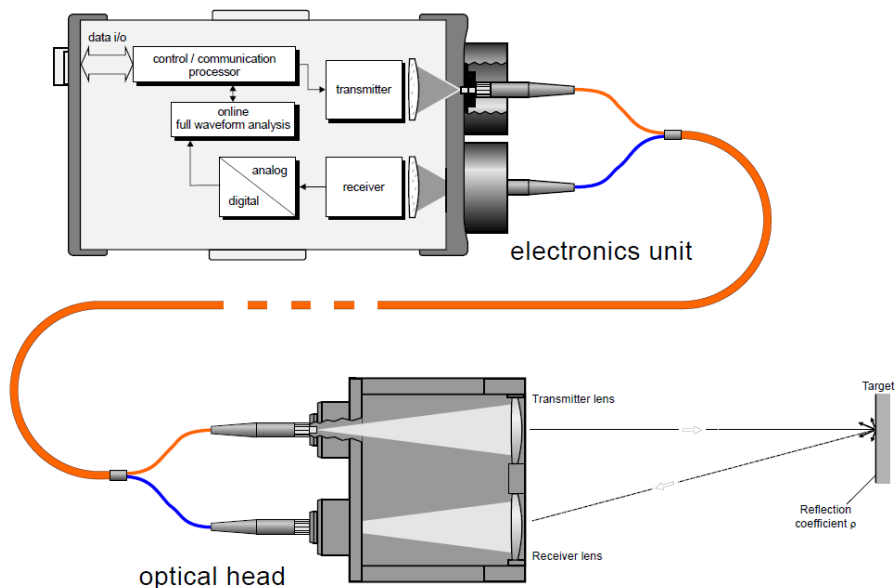 data i/o
control / communication
processor
transmitter
online
full waveform analysis
analog
digital
receiver
electronics unit
Target
Transmitter lens
Reflection
coefficient ρ
Receiver lens
optical head